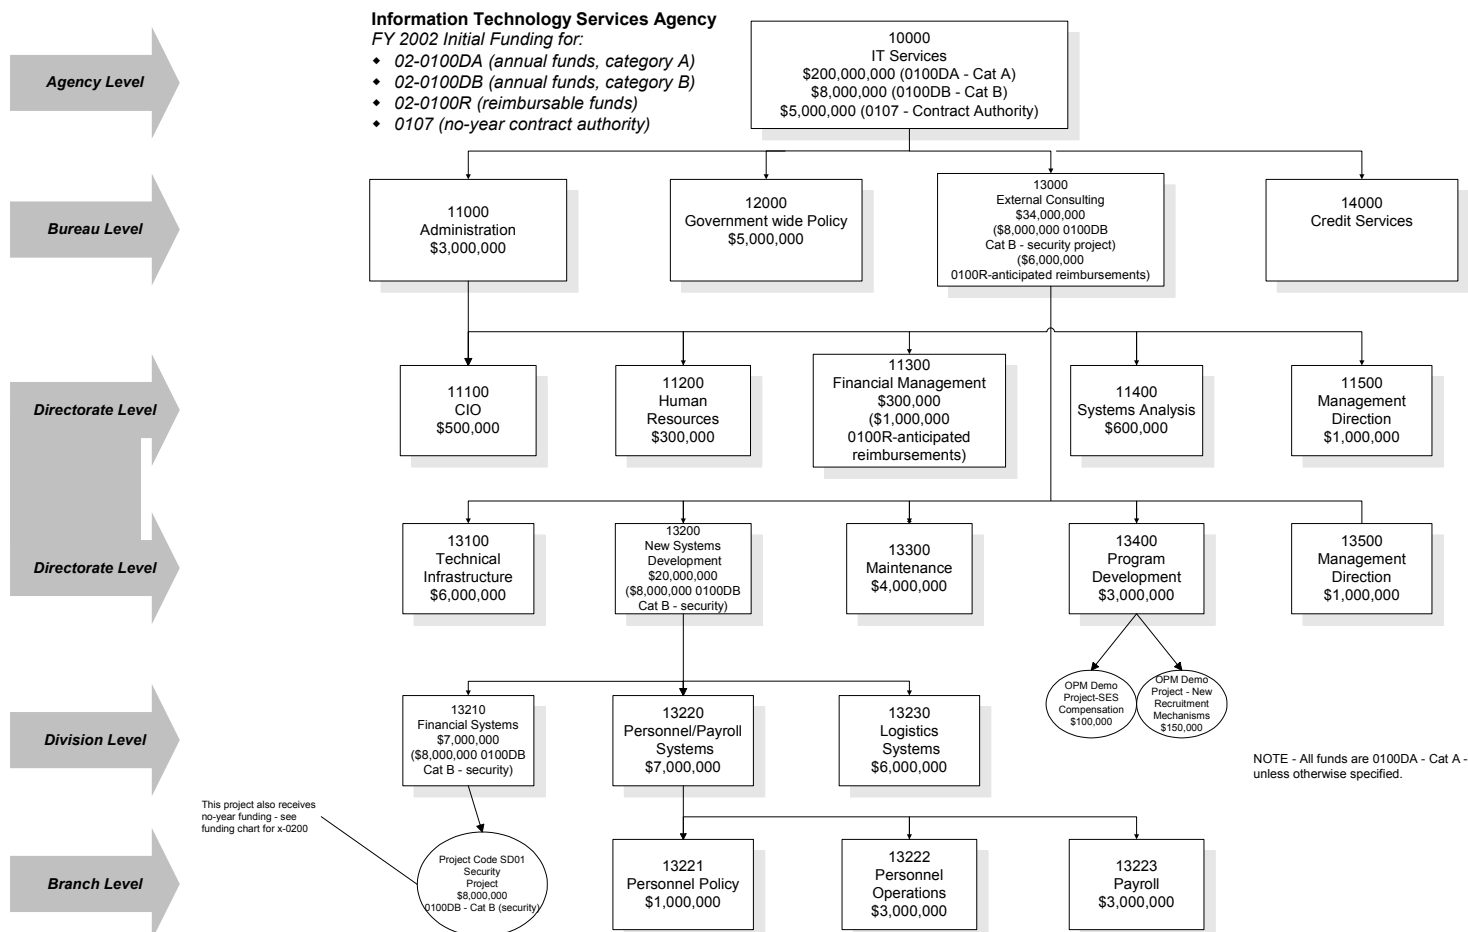 Information Technology Services Agency
FY 2002 Initial Funding for:
◆ 02-0100DA (annual funds, category A)
◆ 02-0100DB (annual funds, category B)
◆ 02-0100R (reimbursable funds)
◆ 0107 (no-year contract authority)
Agency Level
10000
IT Services
$200,000,000 (0100DA - Cat A)
$8,000,000 (0100DB - Cat B)
$5,000,000 (0107 - Contract Authority)
Bureau Level
11000
Administration
$3,000,000
12000
Government wide Policy
$5,000,000
13000
External Consulting
$34,000,000
($8,000,000 0100DB
Cat B - security project)
($6,000,000
0100R-anticipated reimbursements)
14000
Credit Services
Directorate Level
11100
CIO
$500,000
11200
Human
Resources
$300,000
11300
Financial Management
$300,000
($1,000,000
0100R-anticipated
reimbursements)
11400
Systems Analysis
$600,000
11500
Management
Direction
$1,000,000
Directorate Level
13100
Technical
Infrastructure
$6,000,000
13200
New Systems
Development
$20,000,000
($8,000,000 0100DB
Cat B - security)
13300
Maintenance
$4,000,000
13400
Program
Development
$3,000,000
13500
Management
Direction
$1,000,000
OPM Demo
Project-SES
Compensation
$100,000
OPM Demo
Project - New
Recruitment
Mechanisms
$150,000
Division Level
13210
Financial Systems
$7,000,000
($8,000,000 0100DB
Cat B - security)
13220
Personnel/Payroll
Systems
$7,000,000
13230
Logistics
Systems
$6,000,000
NOTE - All funds are 0100DA - Cat A -
unless otherwise specified.
This project also receives
no-year funding - see
funding chart for x-0200
Branch Level
Project Code SD01
Security
Project
$8,000,000
0100DB - Cat B (security)
13221
Personnel Policy
$1,000,000
13222
Personnel
Operations
$3,000,000
13223
Payroll
$3,000,000